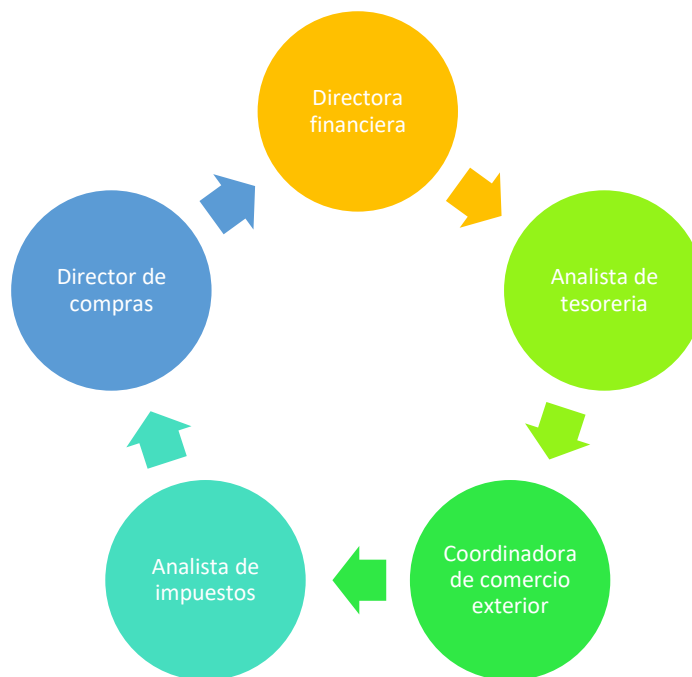 Directora
financiera
Analista de
tesoreria
Coordinadora
de comercio
exterior
Analista de
impuestos
Director de
compras